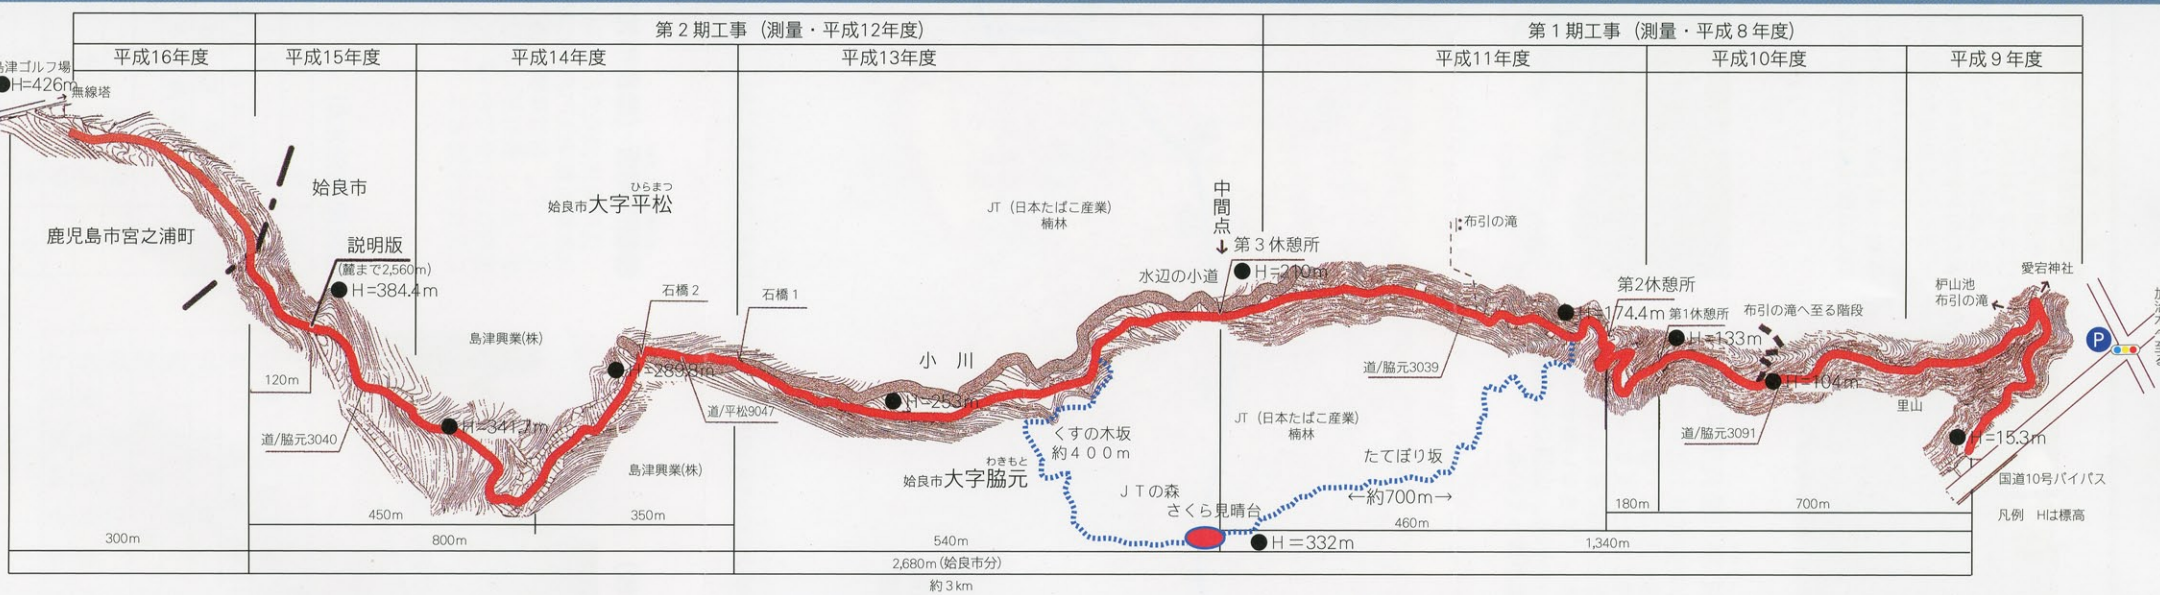 第２期工事（測量・平成12年度）
第１期工事（測量・平成８年度）
平成16年度
平成15年度
平成14年度
平成13年度
平成11年度
平成10年度
平成９年度
津ゴルフ場
H=426m
無線塔
鹿児島市宮之浦町
姶良市
説明版
(麓まで2,560m)
H=384.4m
120m
道/脇元3040
H=341.7m
島津興業(株)
ひらまつ
姶良市大字平松
石橋２
石橋１
H=289.8m
道/平松9047
島津興業(株)
小川
H=253m
JT（日本たばこ産業）
楠林
水辺の小道
中間点
↓
第３休憩所
H=210m
布引の滝
道/脇元3039
くすの木坂
約４００ｍ
わきもと
姶良市大字脇元
ＪＴの森
さくら見晴台
H＝332m
JT（日本たばこ産業）
楠林
たてぼり坂
←約700m→
H=174.4m
第2休憩所
第1休憩所
H=133m
布引の滝へ至る階段
H=104m
道/脇元3091
里山
枦山池
布引の滝
愛宕神社
P
H=15.3m
国道10号バイパス
凡例　Hは標高
300m
450m
350m
800m
540m
460m
180m
700m
1,340m
2,680m(姶良市分)
約３km